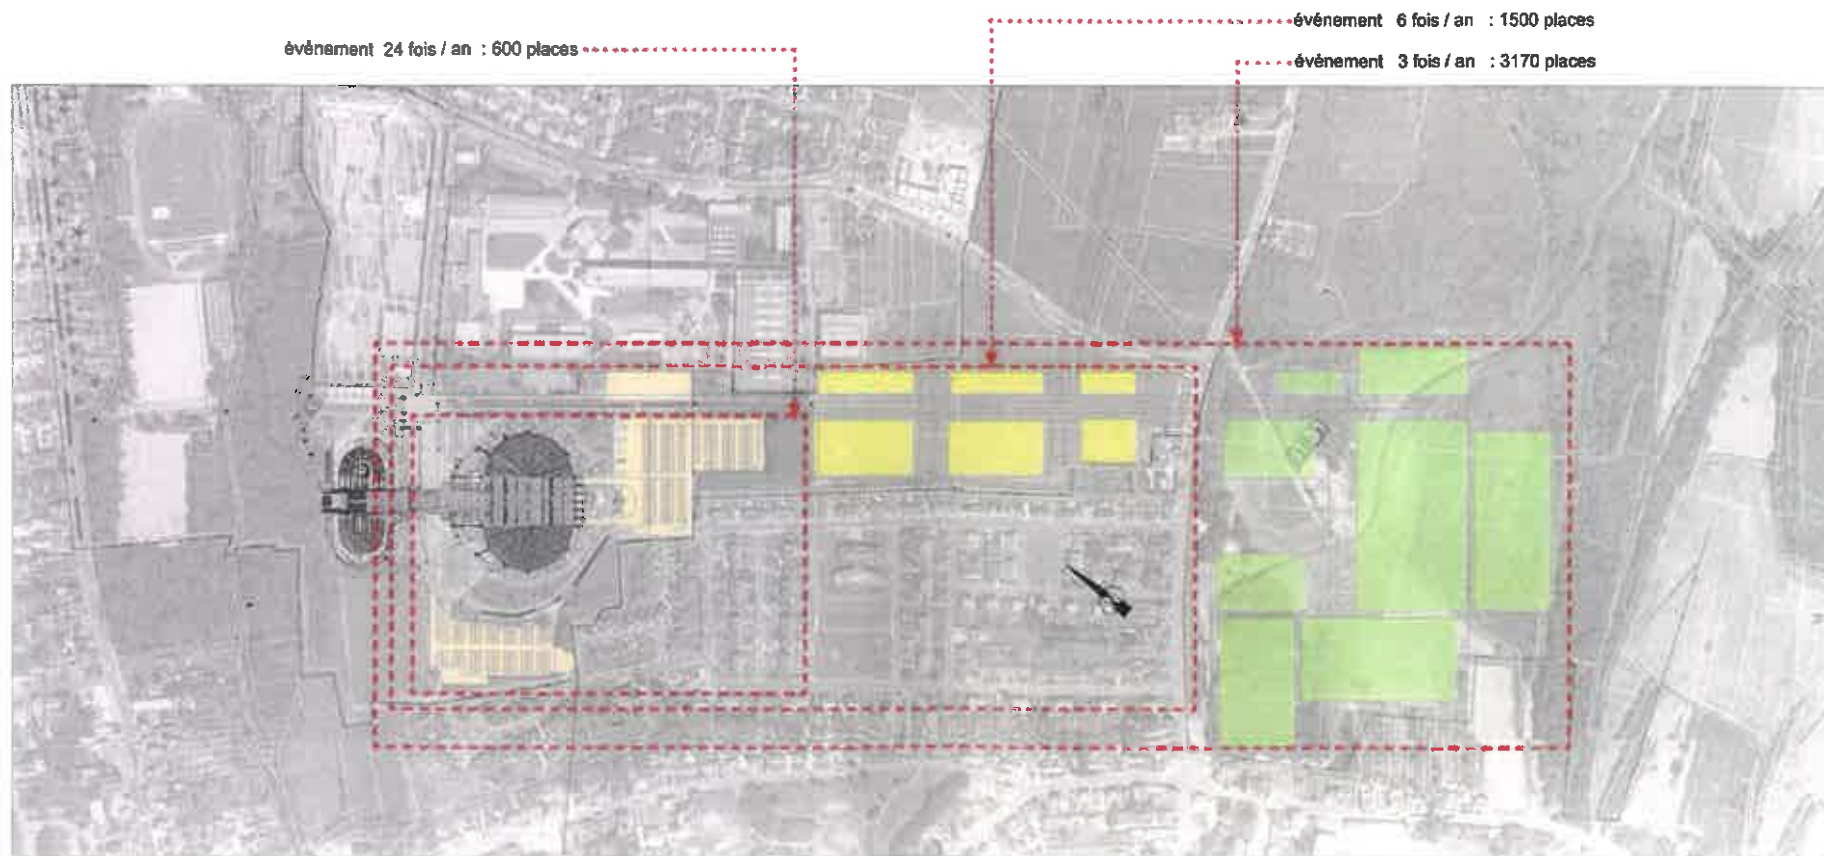 événement 6 fois / an : 1500 places
événement 24 fois / an : 600 places
événement 3 fois / an : 3170 places